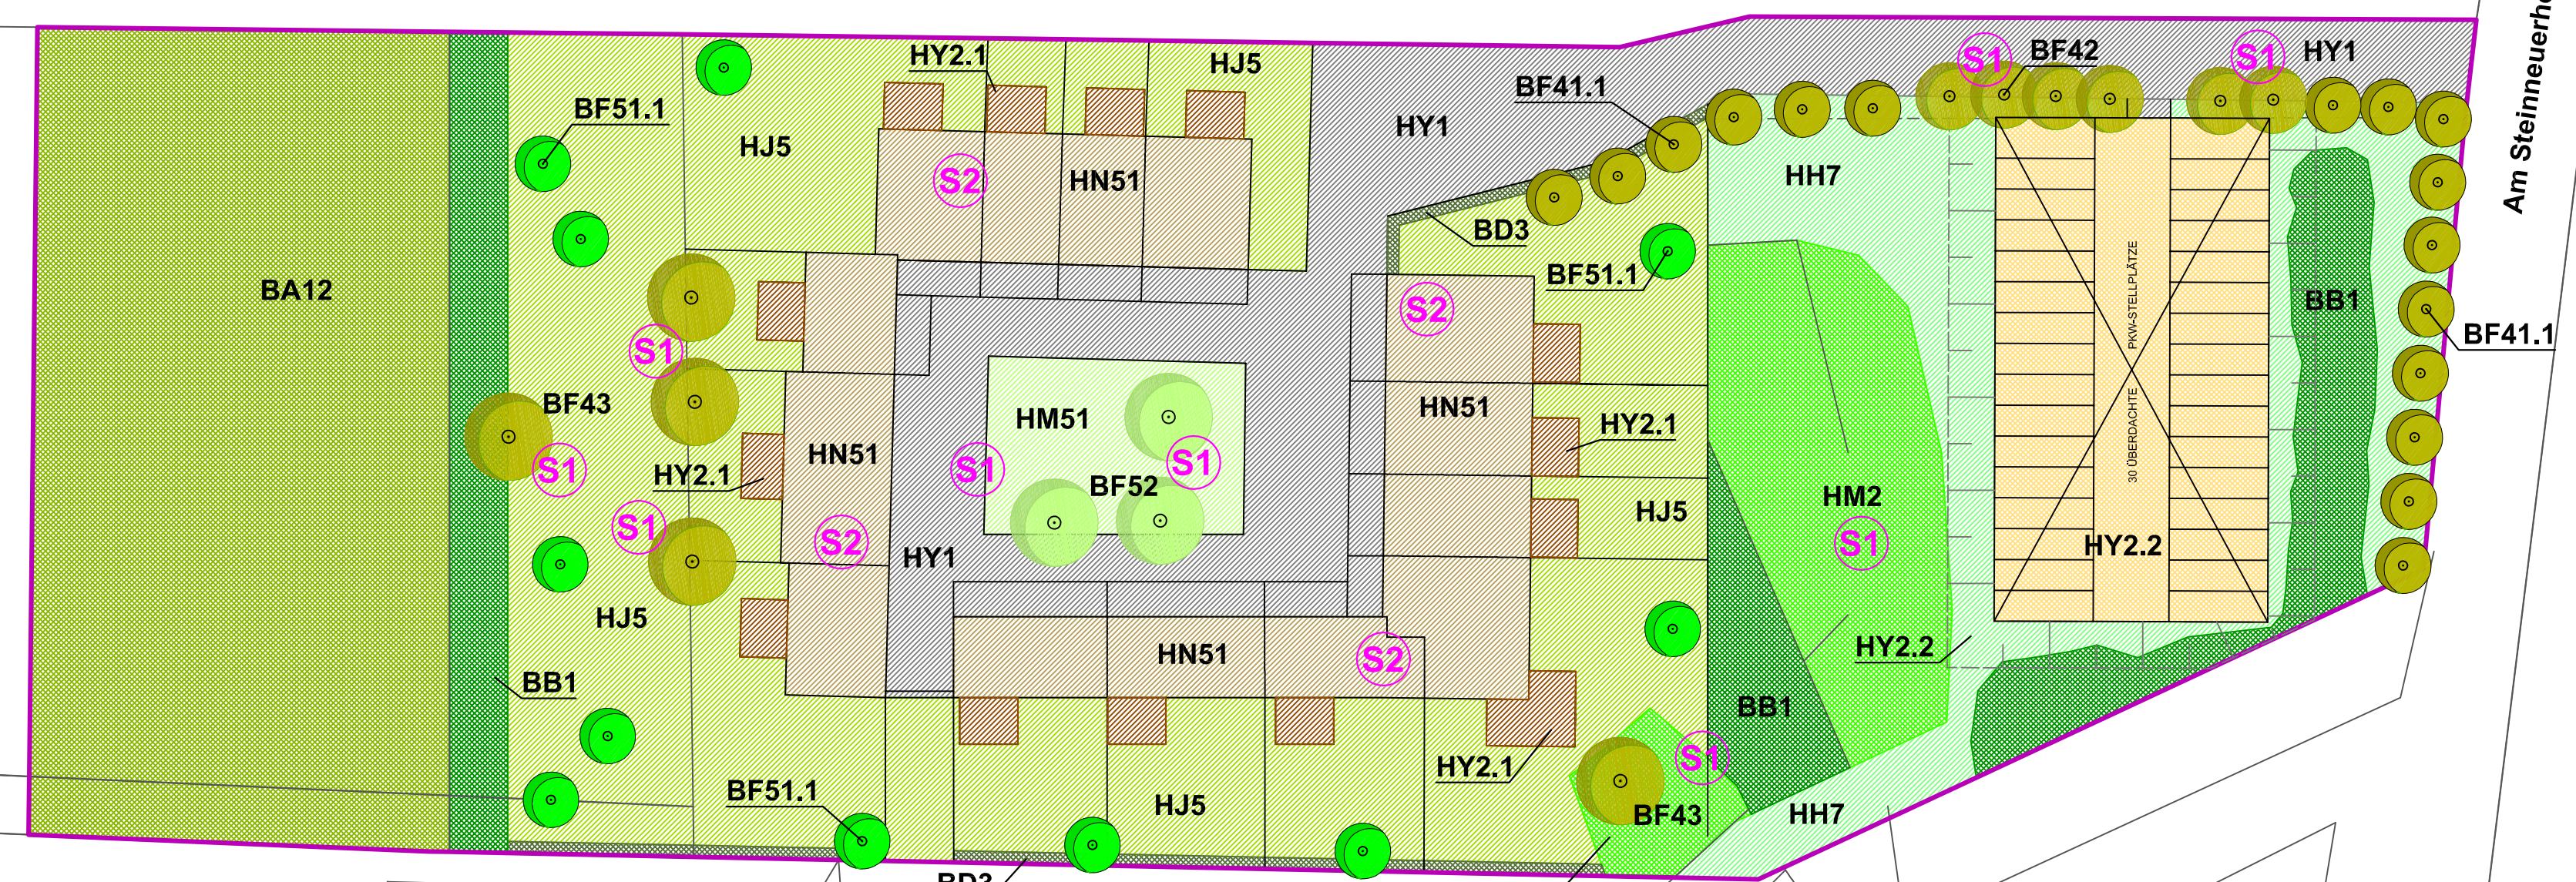 HY2.1
HJ5
S1
BF42
S1
HY1
Am Steinneuerh
BF51.1
BF41.1
HJ5
HY1
S2
HN51
HH7
BD3
BF51.1
BA12
S2
BB1
S1
BF41.1
BF43
HM51
HN51
HY2.1
PKW-STELLPLÄTZE
30 ÜBERDACHTE
S1
HY2.1
HN51
S1
S1
BF52
HM2
HJ5
S1
S1
S2
HY1
HY2.2
HJ5
HN51
S2
HY2.2
BB1
BB1
HY2.1
S1
BF51.1
HJ5
BF43
HH7
BD3